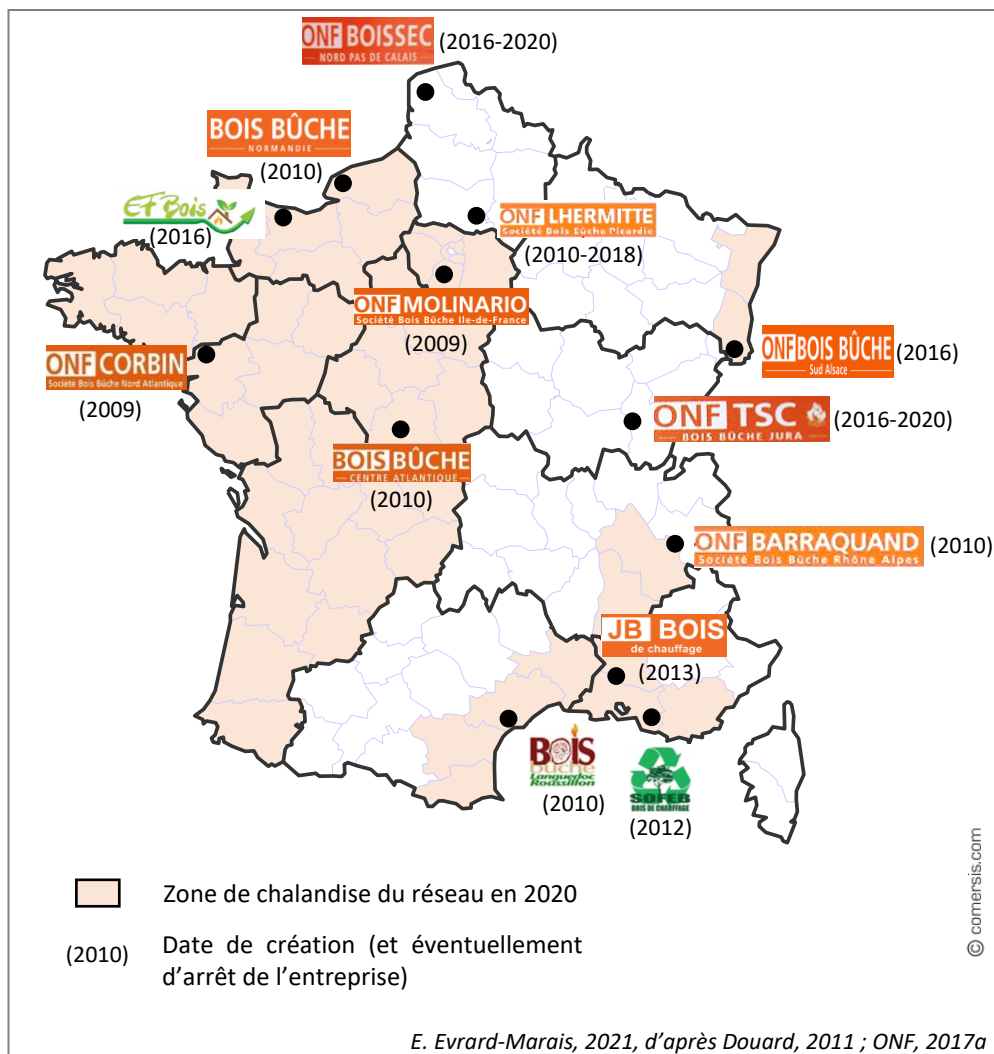 ONF BOISSEC (2016-2020)
NORD PAS DE CALAIS
BOIS BÛCHE
NORMANDIE
(2010)
EF Bois
(2016)
ONF LHERMITTE
Société Bois Bûche Picardie
(2010-2018)
ONF MOLINARIO
Société Bois Bûche Ile-de-France
(2009)
ONF CORBIN
Société Bois Bûche Nord Atlantique
(2009)
ONF BOIS BÛCHE (2016)
Sud Alsace
ONF TSC (2016-2020)
BOIS BÛCHE JURA
BOIS BÛCHE
CENTRE ATLANTIQUE
(2010)
ONF BARRAQUAND (2010)
Société Bois Bûche Rhône Alpes
JB BOIS
de chauffage
(2013)
BOIS
bûche
Languedoc
Roussillon
(2010)
SOFEB
BOIS DE CHAUFFAGE
(2012)
© comersis.com
Zone de chalandise du réseau en 2020
(2010) Date de création (et éventuellement
d'arrêt de l'entreprise)
E. Evrard-Marais, 2021, d'après Douard, 2011 ; ONF, 2017a